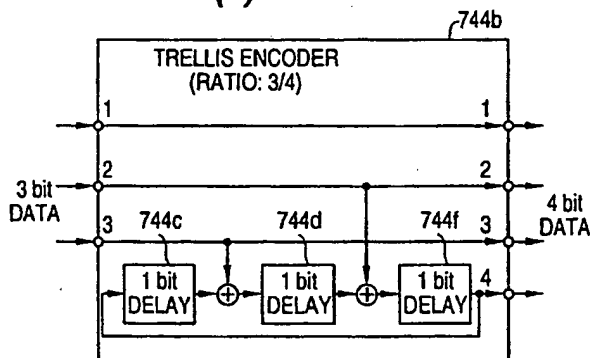 744b
TRELLIS ENCODER
(RATIO: 3/4)
1
1
2
2
3 bit
DATA
3
744c
744d
744f
3
4 bit
DATA
1 bit
DELAY
1 bit
DELAY
1 bit
DELAY
4